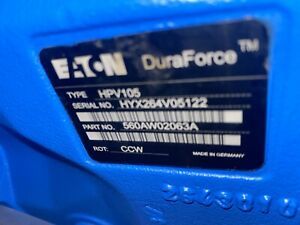 EATON DuraForce™
TYPE HPV105
SERIAL NO. HYX264V05122
PART NO. 560AW02063A
ROT: CCW MADE IN GERMANY